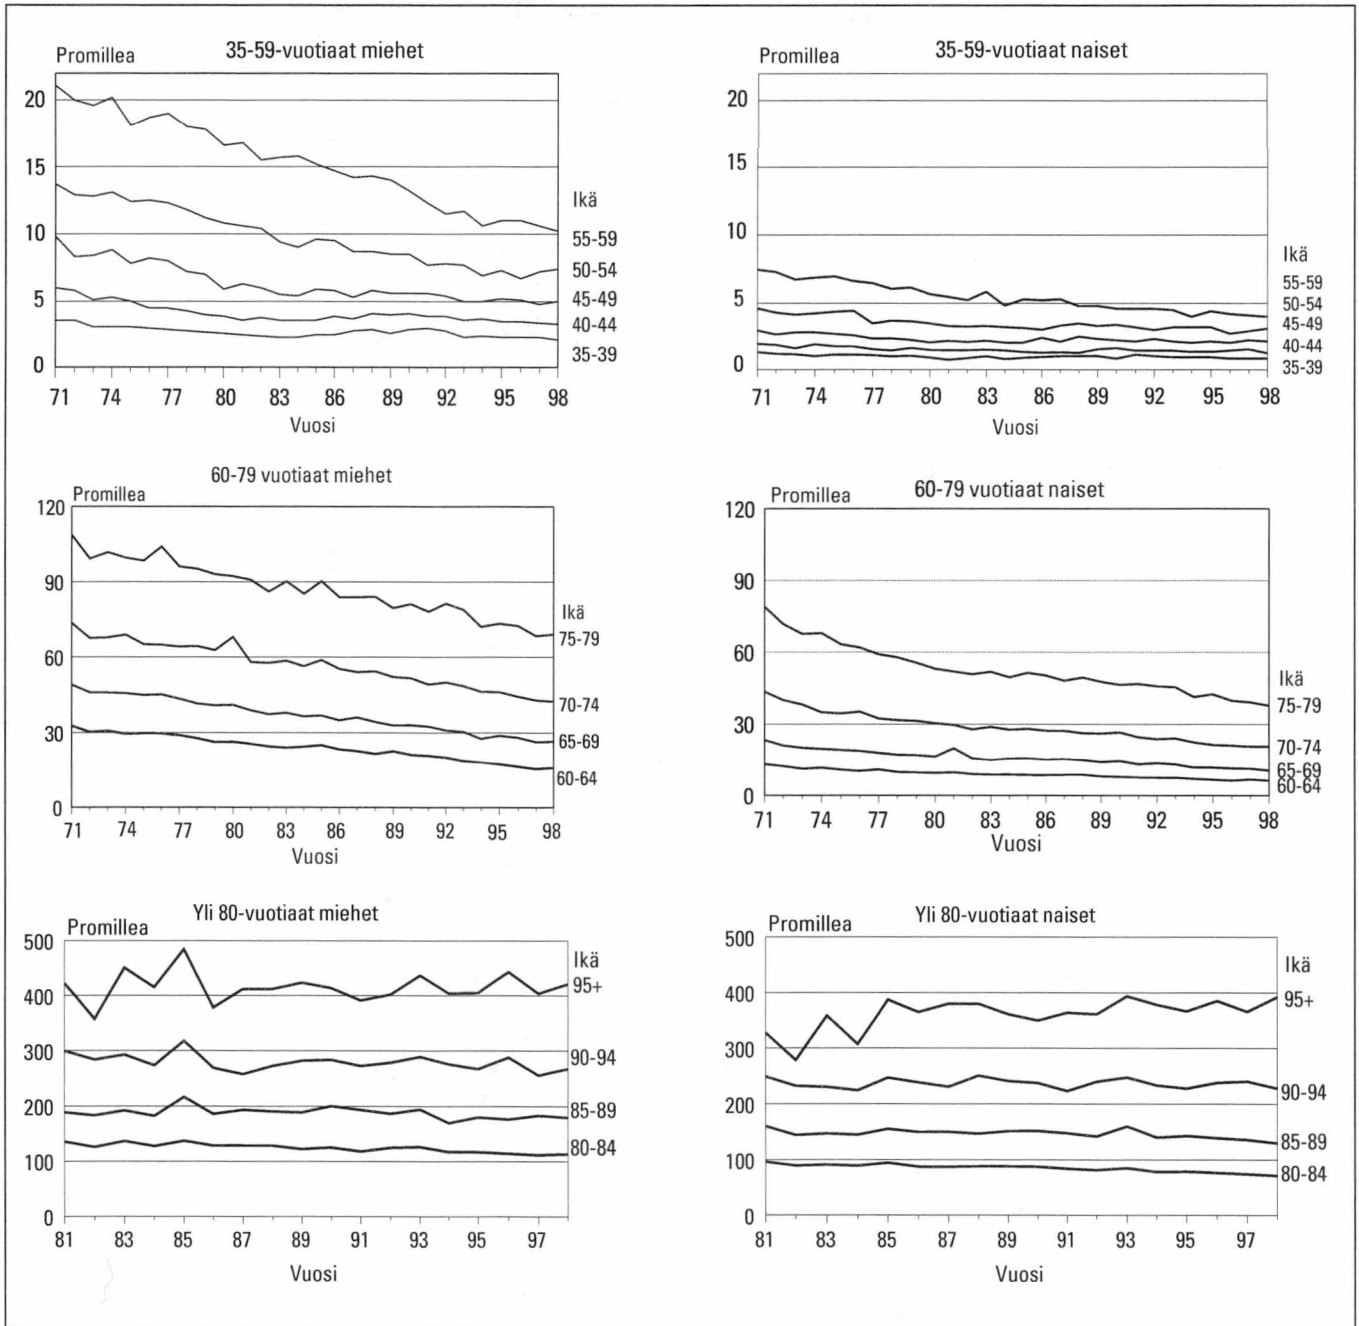 35-59-vuotiaat miehet
Promillea
20
15
10
5
0
71 74 77 80 83 86 89 92 95 98
Vuosi
Ikä
55-59
50-54
45-49
40-44
35-39
35-59-vuotiaat naiset
Promillea
20
15
10
5
0
71 74 77 80 83 86 89 92 95 98
Vuosi
Ikä
55-59
50-54
45-49
40-44
35-39
60-79 vuotiaat miehet
Promillea
120
90
60
30
0
71 74 77 80 83 86 89 92 95 98
Vuosi
Ikä
75-79
70-74
65-69
60-64
60-79 vuotiaat naiset
Promillea
120
90
60
30
0
71 74 77 80 83 86 89 92 95 98
Vuosi
Ikä
75-79
70-74
65-69
60-64
Yli 80-vuotiaat miehet
Promillea
500
400
300
200
100
0
81 83 85 87 89 91 93 95 97
Vuosi
Ikä
95+
90-94
85-89
80-84
Yli 80-vuotiaat naiset
Promillea
500
400
300
200
100
0
81 83 85 87 89 91 93 95 97
Vuosi
Ikä
95+
90-94
85-89
80-84